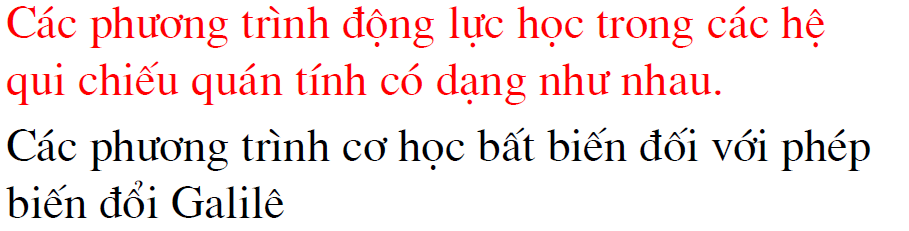 Các phương trình động lực học trong các hệ
qui chiếu quán tính có dạng như nhau.
Các phương trình cơ học bất biến đối với phép
biến đổi Galilê